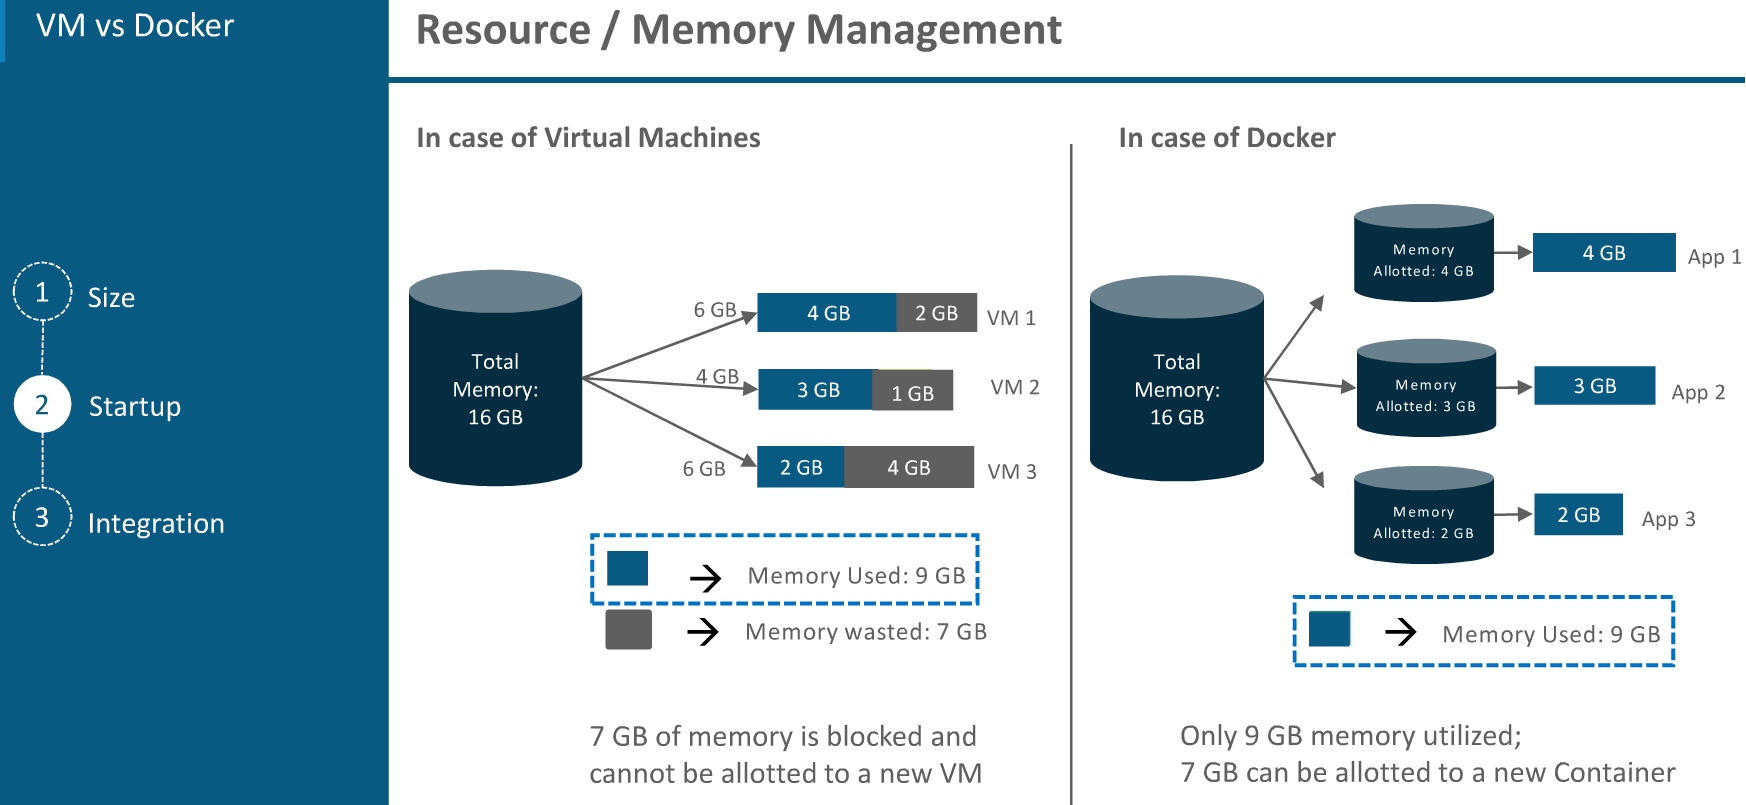 VM vs Docker
1
Size
2
Startup
3
Integration
Resource / Memory Management
In case of Virtual Machines
Total
Memory:
16 GB
6 GB
4 GB
2 GB
VM 1
4 GB
3 GB
1 GB
VM 2
6 GB
2 GB
4 GB
VM 3
Memory Used: 9 GB
Memory wasted: 7 GB
7 GB of memory is blocked and
cannot be allotted to a new VM
In case of Docker
Total
Memory:
16 GB
Memory
Allotted: 4 GB
4 GB
App 1
Memory
Allotted: 3 GB
3 GB
App 2
Memory
Allotted: 2 GB
2 GB
App 3
Memory Used: 9 GB
Only 9 GB memory utilized;
7 GB can be allotted to a new Container